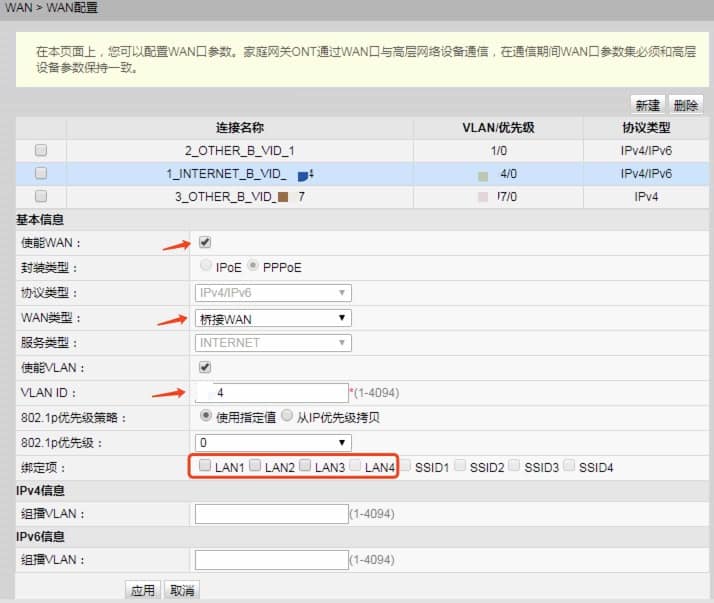 WAN > WAN配置
在本页面上，您可以配置WAN口参数。家庭网关ONT通过WAN口与高层网络设备通信，在通信期间WAN口参数集必须和高层
设备参数保持一致。
新建 删除
连接名称 VLAN/优先级 协议类型
2_OTHER_B_VID_1 1/0 IPv4/IPv6
1_INTERNET_B_VID_ 4 4/0 IPv4/IPv6
3_OTHER_B_VID_ 7 7/0 IPv4
基本信息
使能WAN：
封装类型： IPoE PPPoE
协议类型： IPv4/IPv6
WAN类型： 桥接WAN
服务类型： INTERNET
使能VLAN：
VLAN ID： 4 *(1-4094)
802.1p优先级策略： 使用指定值 从IP优先级拷贝
802.1p优先级： 0
绑定项： LAN1 LAN2 LAN3 LAN4 SSID1 SSID2 SSID3 SSID4
IPv4信息
组播VLAN： (1-4094)
IPv6信息
组播VLAN： (1-4094)
应用 取消